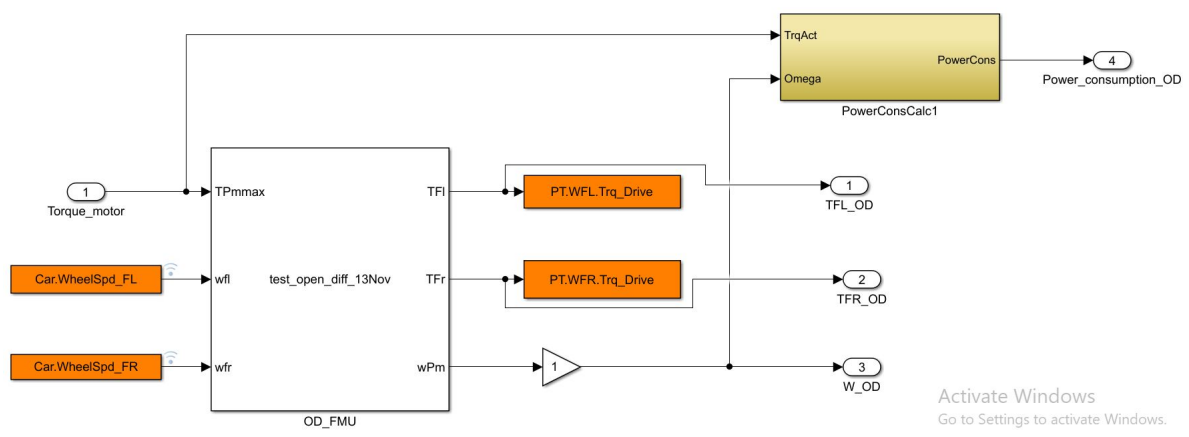 TrqAct
PowerCons
Omega
PowerConsCalc1
4
Power_consumption_OD
1
Torque_motor
TPmmax
TFl
PT.WFL.Trq_Drive
1
TFL_OD
Car.WheelSpd_FL
wfl
test_open_diff_13Nov
TFr
PT.WFR.Trq_Drive
2
TFR_OD
Car.WheelSpd_FR
wfr
wPm
1
3
W_OD
OD_FMU
Activate Windows
Go to Settings to activate Windows.